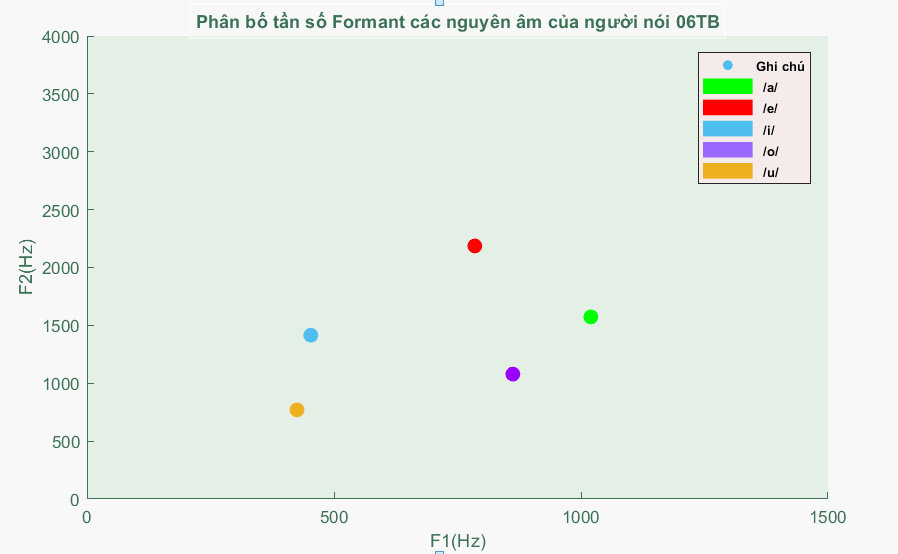 Phân bố tần số Formant các nguyên âm của người nói 06TB
4000
3500
3000
2500
2000
1500
1000
500
0
F2(Hz)
Ghi chú
/a/
/e/
/i/
/o/
/u/
0 500 1000 1500
F1(Hz)